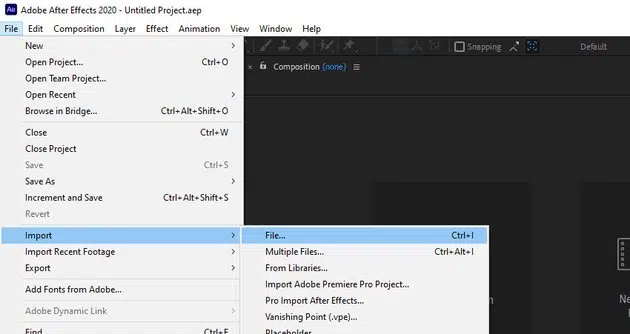 Ae Adobe After Effects 2020 - Untitled Project.aep
File Edit Composition Layer Effect Animation View Window Help
New >
Open Project... Ctrl+O
Open Team Project...
Open Recent >
Browse in Bridge... Ctrl+Alt+Shift+O
Close Ctrl+W
Close Project
Save Ctrl+S
Save As >
Increment and Save Ctrl+Alt+Shift+S
Revert
Import >
Import Recent Footage >
Export >
Add Fonts from Adobe...
Adobe Dynamic Link >
Find Ctrl+F
Snapping Default
Composition (none)
File... Ctrl+I
Multiple Files... Ctrl+Alt+I
From Libraries...
Import Adobe Premiere Pro Project...
Pro Import After Effects...
Vanishing Point (.vpe)...
Placeholder...